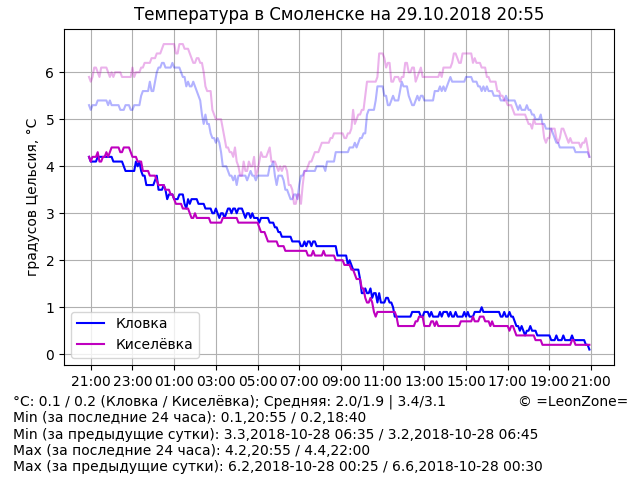 Температура в Смоленске на 29.10.2018 20:55
градусов Цельсия, °C
6
5
4
3
2
1
0
Кловка
Киселёвка
21:00 23:00 01:00 03:00 05:00 07:00 09:00 11:00 13:00 15:00 17:00 19:00 21:00
°C: 0.1 / 0.2 (Кловка / Киселёвка); Средняя: 2.0/1.9 | 3.4/3.1 © =LeonZone=
Min (за последние 24 часа): 0.1,20:55 / 0.2,18:40
Min (за предыдущие сутки): 3.3,2018-10-28 06:35 / 3.2,2018-10-28 06:45
Max (за последние 24 часа): 4.2,20:55 / 4.4,22:00
Max (за предыдущие сутки): 6.2,2018-10-28 00:25 / 6.6,2018-10-28 00:30